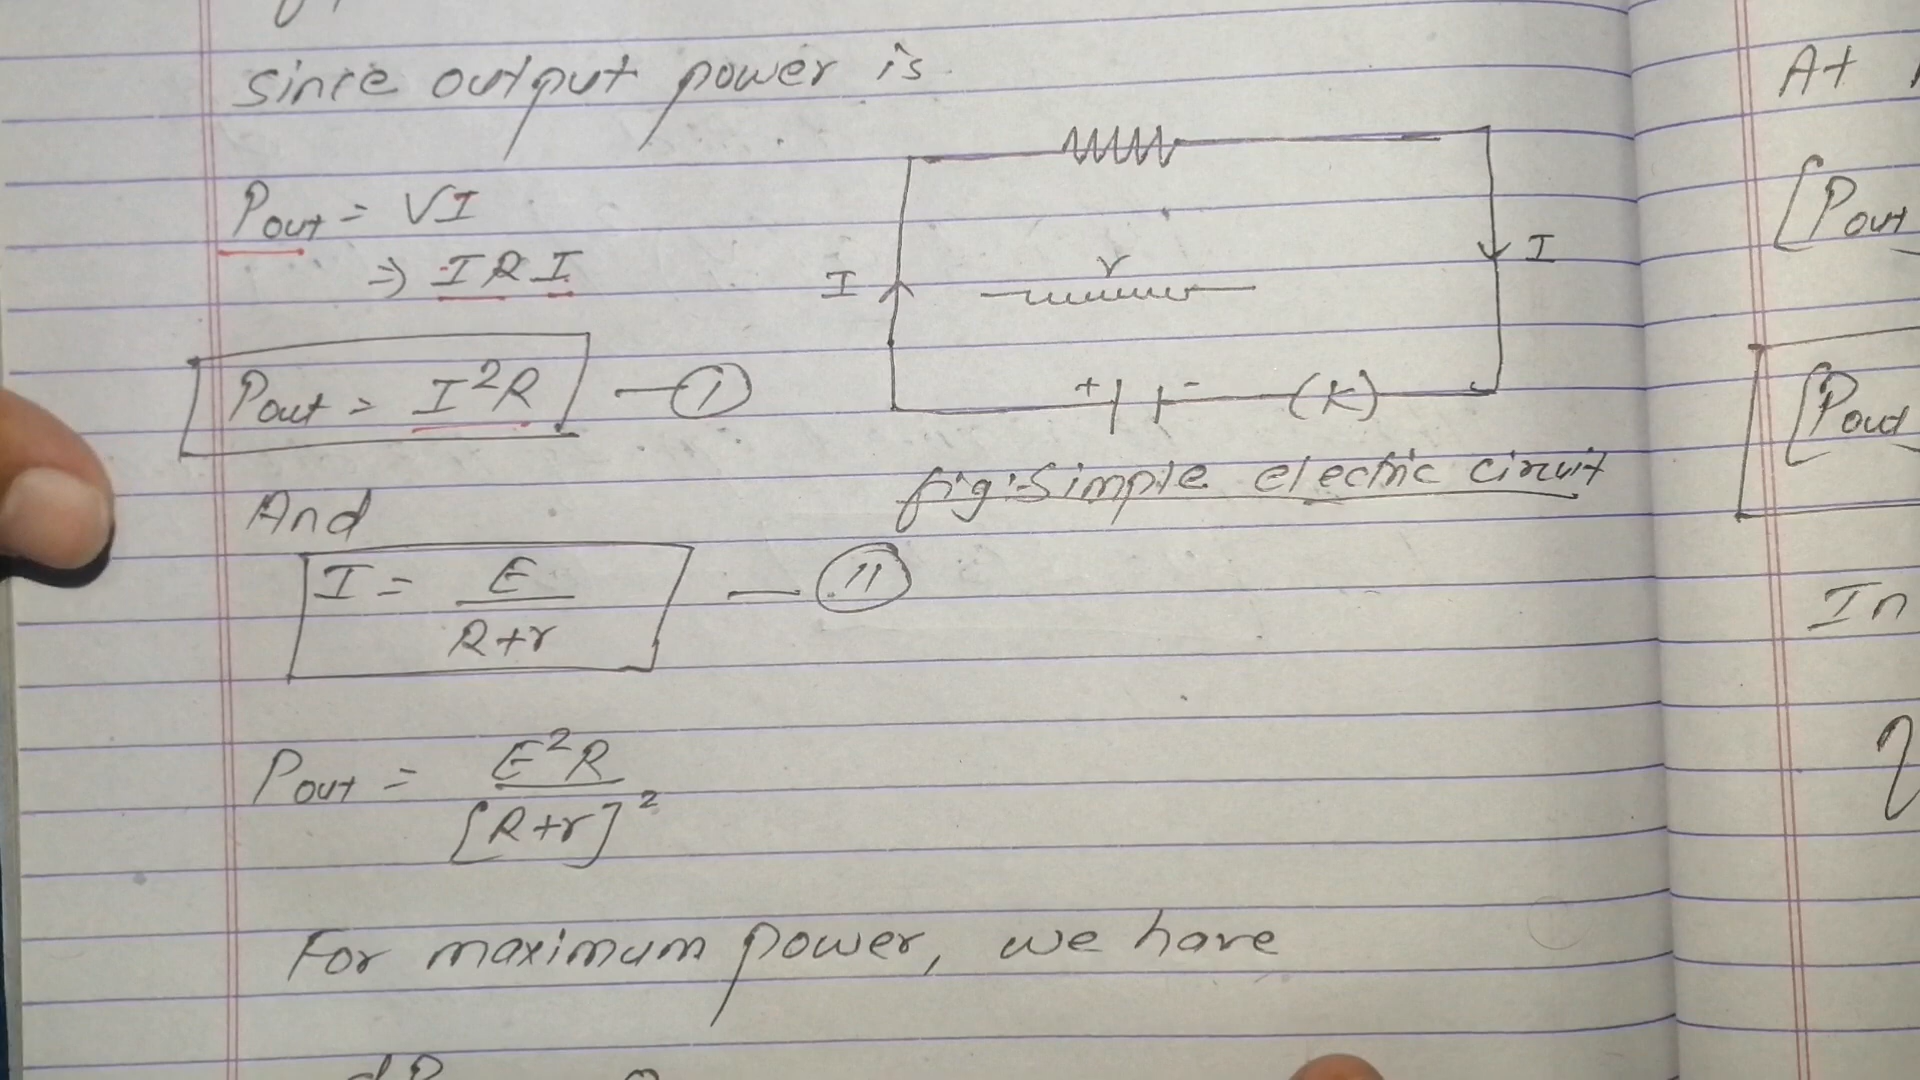 since output power is
Pout = VI
⇒ I R I
Pout = I²R — (i)
And
I = E / R+r — (ii)
Pout = E²R / [R+r]²
For maximum power, we have
r
I
I
+ -
(K)
fig:- Simple electric circuit
At
[Pout
[Pout
In